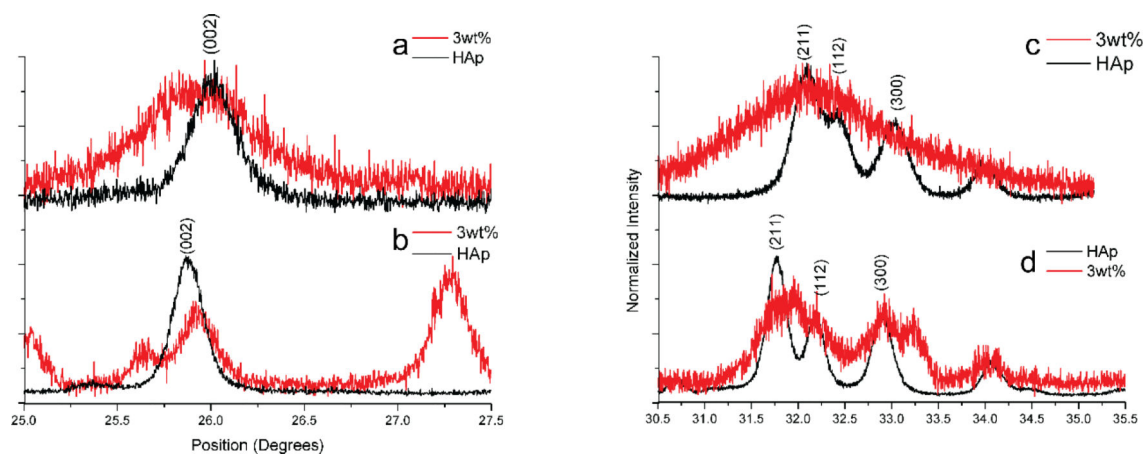 (002)
a
3wt%
HAp
(002)
b
3wt%
HAp
25.0 25.5 26.0 26.5 27.0 27.5
Position (Degrees)
(211)
(112)
(300)
c
3wt%
HAp
Normalized Intensity
(211)
(112)
(300)
d
HAp
3wt%
30.5 31.0 31.5 32.0 32.5 33.0 33.5 34.0 34.5 35.0 35.5